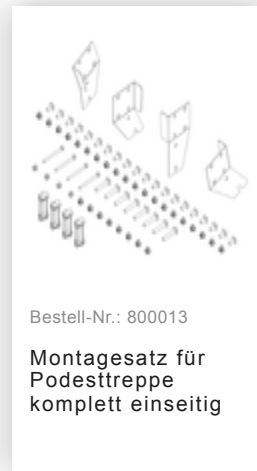 Bestell-Nr.: 800013
Montagesatz für
Podesttreppe
komplett einseitig